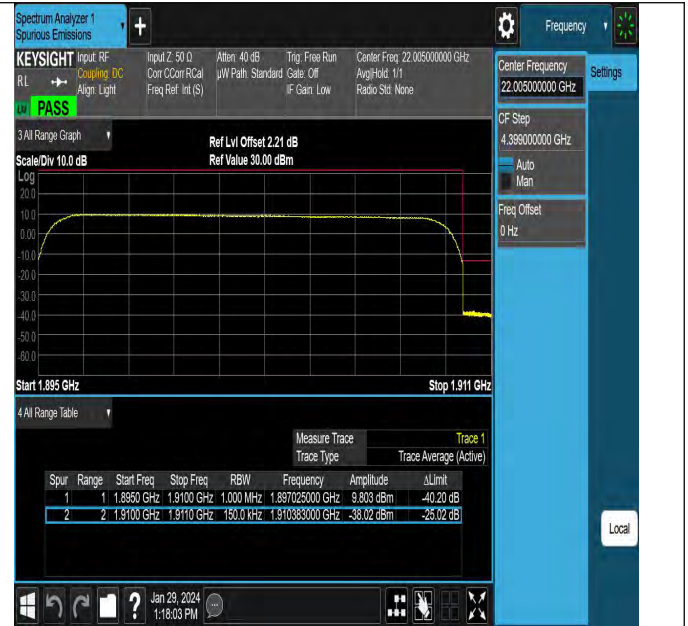 Spectrum Analyzer 1
Spurious Emissions
+
Frequency
KEYSIGHT Input: RF Input Z: 50 Ω Atten: 40 dB Trig: Free Run Center Freq: 22.005000000 GHz
RL Coupling: DC Corr CCorr RCal µW Path: Standard Gate: Off Avg|Hold: 1/1
Align: Light Freq Ref: Int (S) IF Gain: Low Radio Std: None
LM PASS
Center Frequency
22.005000000 GHz
Settings
CF Step
4.399000000 GHz
Auto
Man
Freq Offset
0 Hz
3 All Range Graph
Ref Lvl Offset 2.21 dB
Scale/Div 10.0 dB Ref Value 30.00 dBm
Log
20.0
10.0
0.00
-10.0
-20.0
-30.0
-40.0
-50.0
-60.0
Start 1.895 GHz Stop 1.911 GHz
4 All Range Table
Measure Trace Trace 1
Trace Type Trace Average (Active)
Spur Range Start Freq Stop Freq RBW Frequency Amplitude ΔLimit
1 1 1.8950 GHz 1.9100 GHz 1.000 MHz 1.897025000 GHz 9.803 dBm -40.20 dB
2 2 1.9100 GHz 1.9110 GHz 150.0 kHz 1.910383000 GHz -38.02 dBm -25.02 dB
Local
? Jan 29, 2024
1:18:03 PM